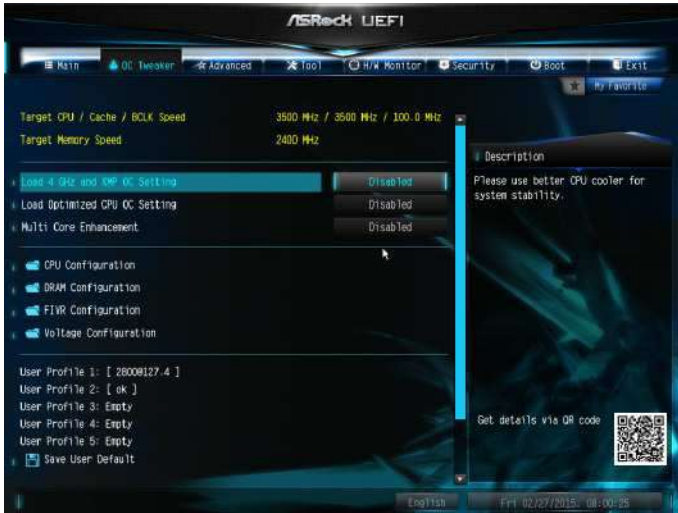 ASRock UEFI
Main OC Tweaker Advanced Tool H/W Monitor Security Boot Exit
My Favorite
Target CPU / Cache / BCLK Speed 3500 MHz / 3500 MHz / 100.0 MHz
Target Memory Speed 2400 MHz
Description
Load 4 GHz and XMP OC Setting Disabled
Please use better CPU cooler for
system stability.
Load Optimized CPU OC Setting Disabled
Multi Core Enhancement Disabled
CPU Configuration
DRAM Configuration
FIVR Configuration
Voltage Configuration
User Profile 1: [ 2800@127.4 ]
User Profile 2: [ ok ]
User Profile 3: Empty
User Profile 4: Empty
User Profile 5: Empty
Save User Default
Get details via QR code
English
Fri 02/27/2015, 08:00:25